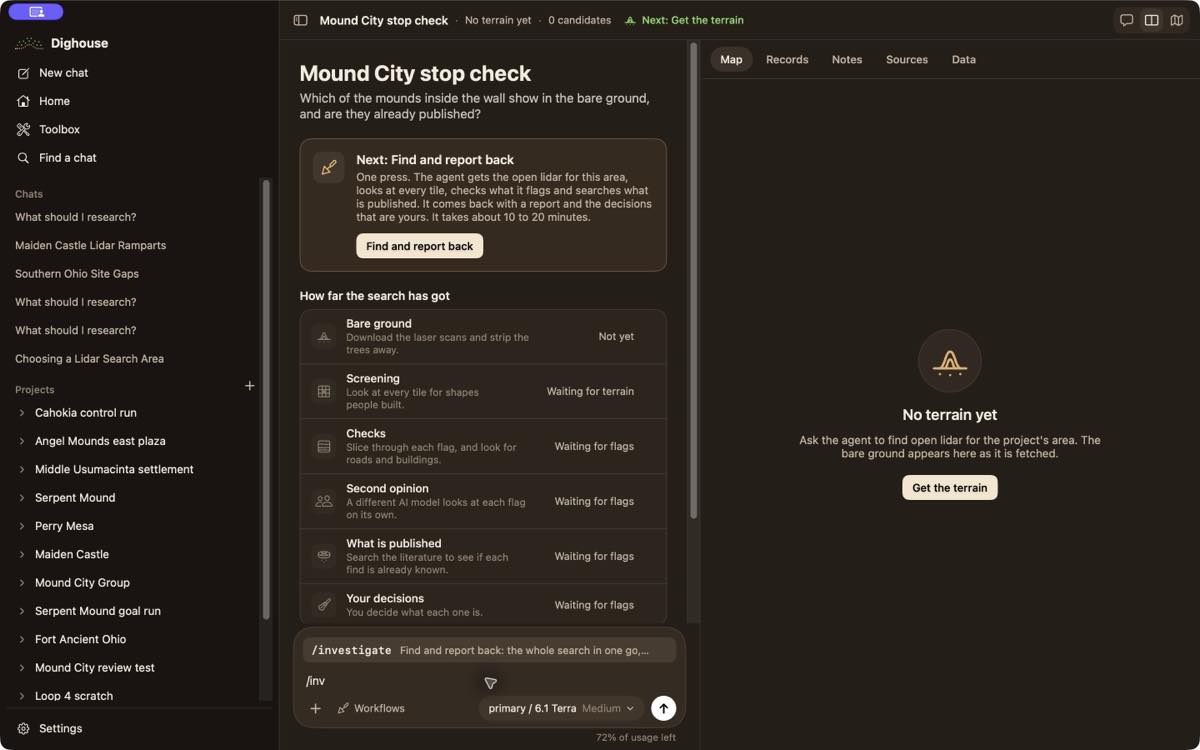 Dighouse
New chat
Home
Toolbox
Find a chat
Chats
What should I research?
Maiden Castle Lidar Ramparts
Southern Ohio Site Gaps
What should I research?
What should I research?
Choosing a Lidar Search Area
Projects
Cahokia control run
Angel Mounds east plaza
Middle Usumacinta settlement
Serpent Mound
Perry Mesa
Maiden Castle
Mound City Group
Serpent Mound goal run
Fort Ancient Ohio
Mound City review test
Loop 4 scratch
Settings
Mound City stop check · No terrain yet · 0 candidates Next: Get the terrain
Mound City stop check
Which of the mounds inside the wall show in the bare ground,
and are they already published?
Next: Find and report back
One press. The agent gets the open lidar for this area,
looks at every tile, checks what it flags and searches what
is published. It comes back with a report and the decisions
that are yours. It takes about 10 to 20 minutes.
Find and report back
How far the search has got
Bare ground
Download the laser scans and strip the
trees away.
Not yet
Screening
Look at every tile for shapes
people built.
Waiting for terrain
Checks
Slice through each flag, and look for
roads and buildings.
Waiting for flags
Second opinion
A different AI model looks at each flag
on its own.
Waiting for flags
What is published
Search the literature to see if each
find is already known.
Waiting for flags
Your decisions
You decide what each one is.
Waiting for flags
/investigate Find and report back: the whole search in one go,…
/inv
Workflows
primary / 6.1 Terra Medium
72% of usage left
Map Records Notes Sources Data
No terrain yet
Ask the agent to find open lidar for the project's area. The
bare ground appears here as it is fetched.
Get the terrain